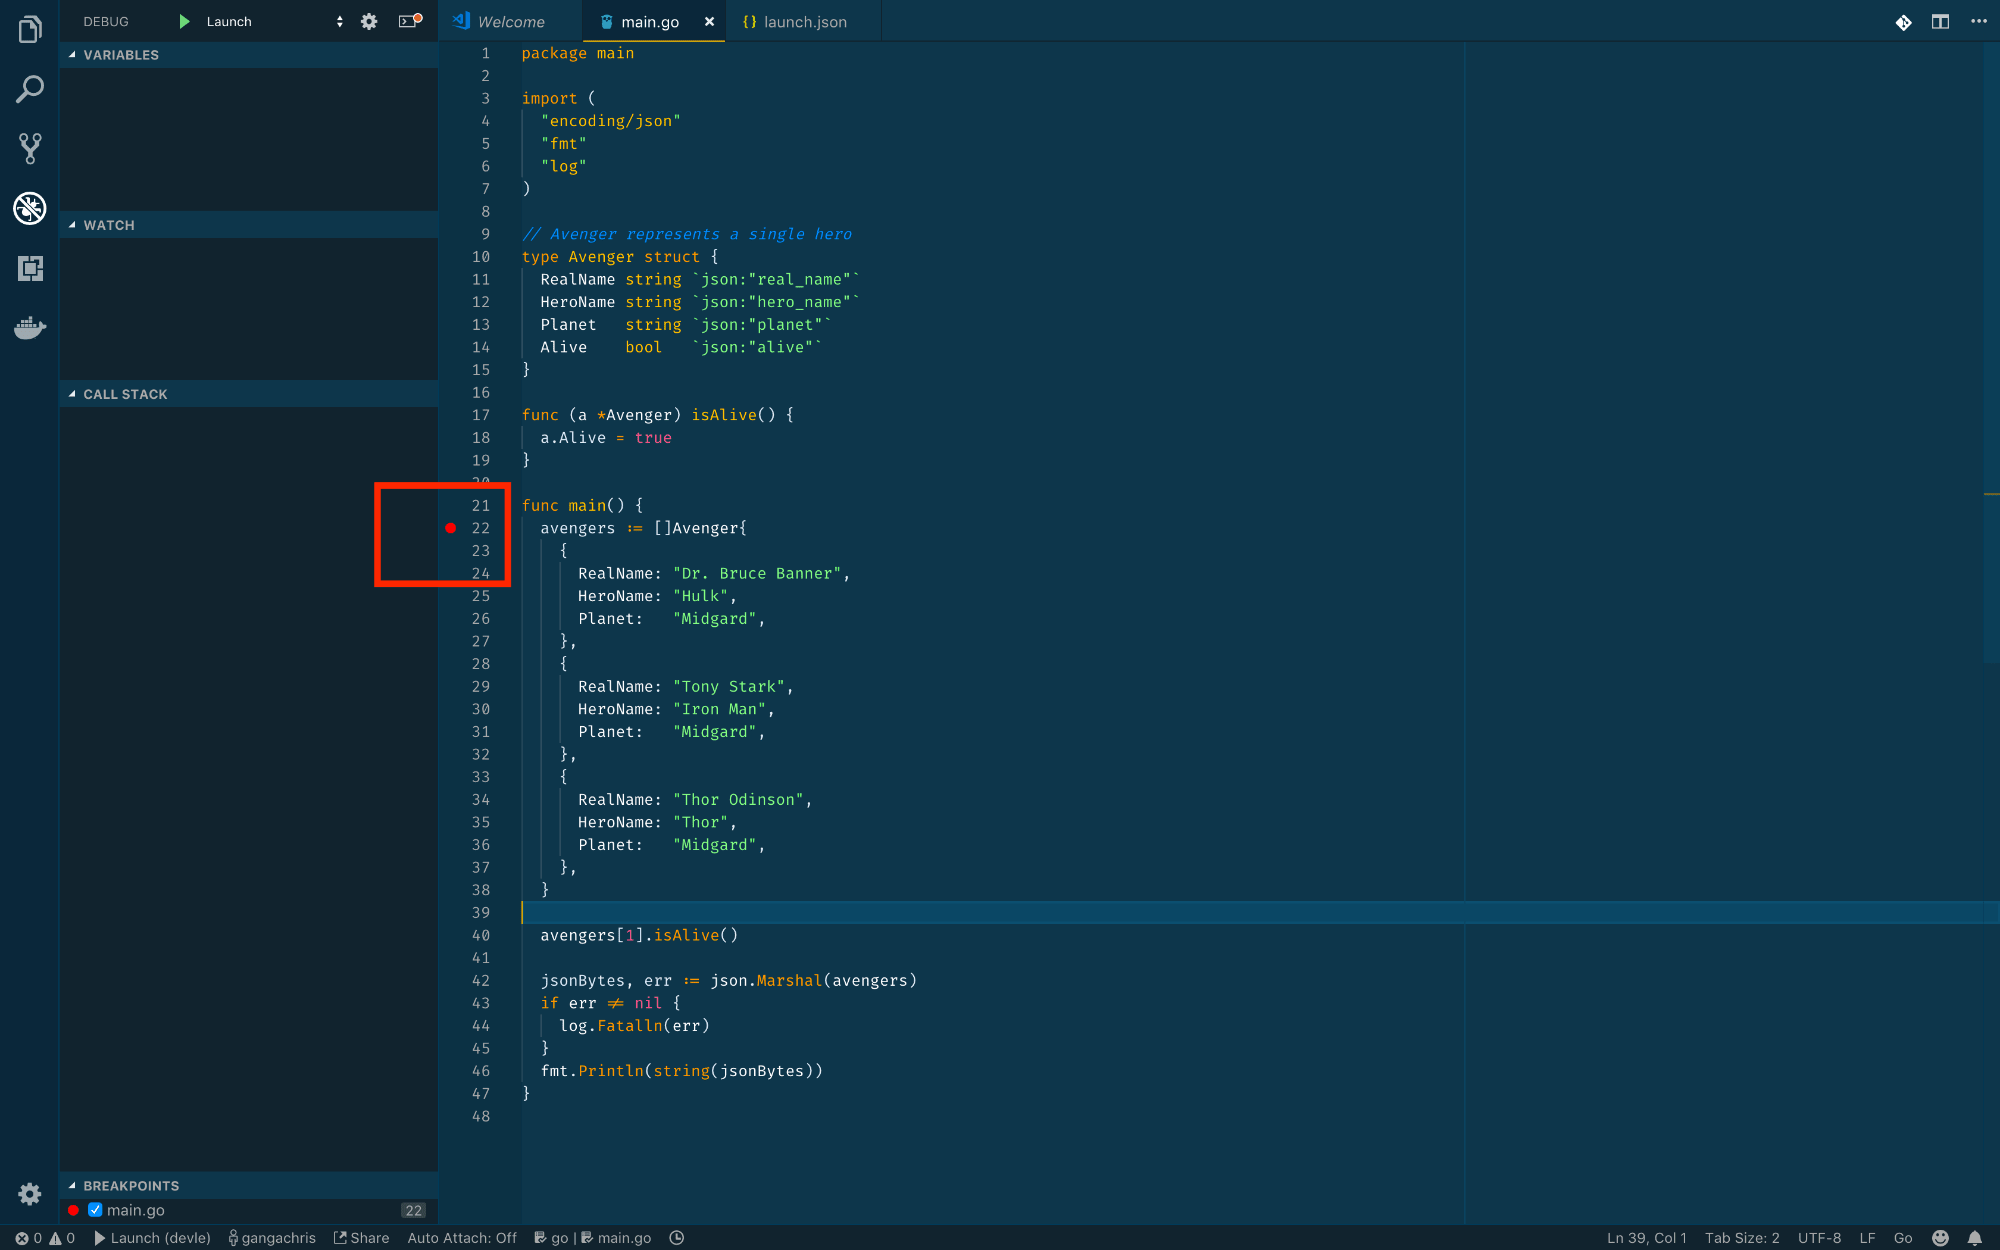 DEBUG Launch
Welcome main.go × {} launch.json
VARIABLES
WATCH
CALL STACK
1 package main
2
3 import (
4   "encoding/json"
5   "fmt"
6   "log"
7 )
8
9 // Avenger represents a single hero
10 type Avenger struct {
11   RealName string `json:"real_name"`
12   HeroName string `json:"hero_name"`
13   Planet   string `json:"planet"`
14   Alive    bool   `json:"alive"`
15 }
16
17 func (a *Avenger) isAlive() {
18   a.Alive = true
19 }
20
21 func main() {
22   avengers := []Avenger{
23     {
24       RealName: "Dr. Bruce Banner",
25       HeroName: "Hulk",
26       Planet:   "Midgard",
27     },
28     {
29       RealName: "Tony Stark",
30       HeroName: "Iron Man",
31       Planet:   "Midgard",
32     },
33     {
34       RealName: "Thor Odinson",
35       HeroName: "Thor",
36       Planet:   "Midgard",
37     },
38   }
39
40   avengers[1].isAlive()
41
42   jsonBytes, err := json.Marshal(avengers)
43   if err ≠ nil {
44     log.Fatalln(err)
45   }
46   fmt.Println(string(jsonBytes))
47 }
48
BREAKPOINTS
main.go 22
0 0 Launch (devle) gangachris Share Auto Attach: Off go | main.go Ln 39, Col 1 Tab Size: 2 UTF-8 LF Go